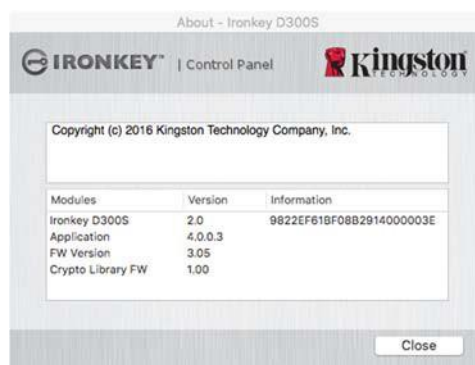 About - Ironkey D300S
IRONKEY™ | Control Panel
Kingston
TECHNOLOGY
Copyright (c) 2016 Kingston Technology Company, Inc.
Modules Version Information
Ironkey D300S 2.0 9822EF61BF08B2914000003E
Application 4.0.0.3
FW Version 3.05
Crypto Library FW 1.00
Close